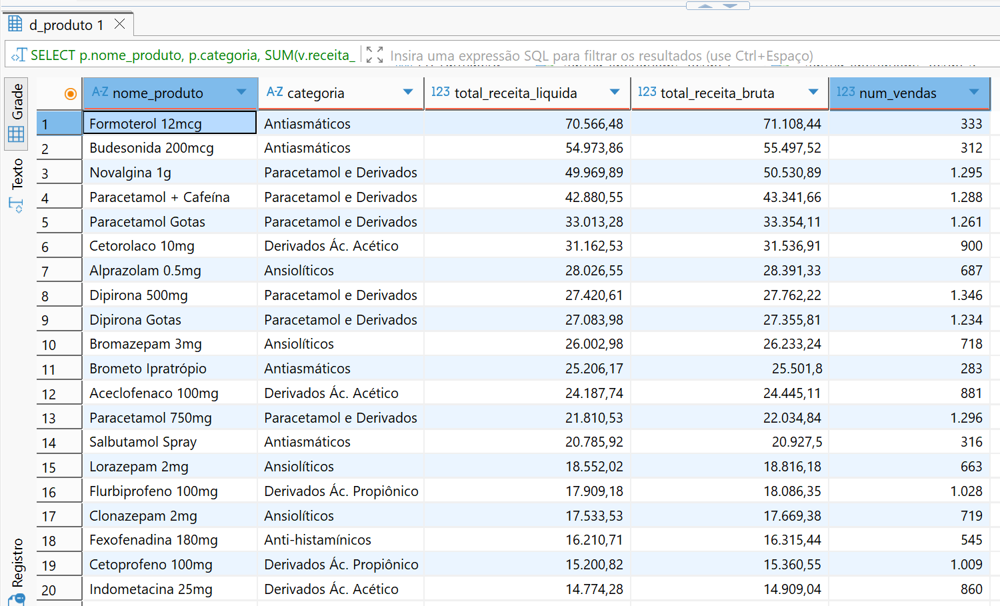 d_produto 1
SELECT p.nome_produto, p.categoria, SUM(v.receita_ Insira uma expressão SQL para filtrar os resultados (use Ctrl+Espaço)
Grade
Texto
Registro
A-Z nome_produto A-Z categoria 123 total_receita_liquida 123 total_receita_bruta 123 num_vendas
1 Formoterol 12mcg Antiasmáticos 70.566,48 71.108,44 333
2 Budesonida 200mcg Antiasmáticos 54.973,86 55.497,52 312
3 Novalgina 1g Paracetamol e Derivados 49.969,89 50.530,89 1.295
4 Paracetamol + Cafeína Paracetamol e Derivados 42.880,55 43.341,66 1.288
5 Paracetamol Gotas Paracetamol e Derivados 33.013,28 33.354,11 1.261
6 Cetorolaco 10mg Derivados Ác. Acético 31.162,53 31.536,91 900
7 Alprazolam 0.5mg Ansiolíticos 28.026,55 28.391,33 687
8 Dipirona 500mg Paracetamol e Derivados 27.420,61 27.762,22 1.346
9 Dipirona Gotas Paracetamol e Derivados 27.083,98 27.355,81 1.234
10 Bromazepam 3mg Ansiolíticos 26.002,98 26.233,24 718
11 Brometo Ipratrópio Antiasmáticos 25.206,17 25.501,8 283
12 Aceclofenaco 100mg Derivados Ác. Acético 24.187,74 24.445,11 881
13 Paracetamol 750mg Paracetamol e Derivados 21.810,53 22.034,84 1.296
14 Salbutamol Spray Antiasmáticos 20.785,92 20.927,5 316
15 Lorazepam 2mg Ansiolíticos 18.552,02 18.816,18 663
16 Flurbiprofeno 100mg Derivados Ác. Propiônico 17.909,18 18.086,35 1.028
17 Clonazepam 2mg Ansiolíticos 17.533,53 17.669,38 719
18 Fexofenadina 180mg Anti-histamínicos 16.210,71 16.315,44 545
19 Cetoprofeno 100mg Derivados Ác. Propiônico 15.200,82 15.360,55 1.009
20 Indometacina 25mg Derivados Ác. Acético 14.774,28 14.909,04 860